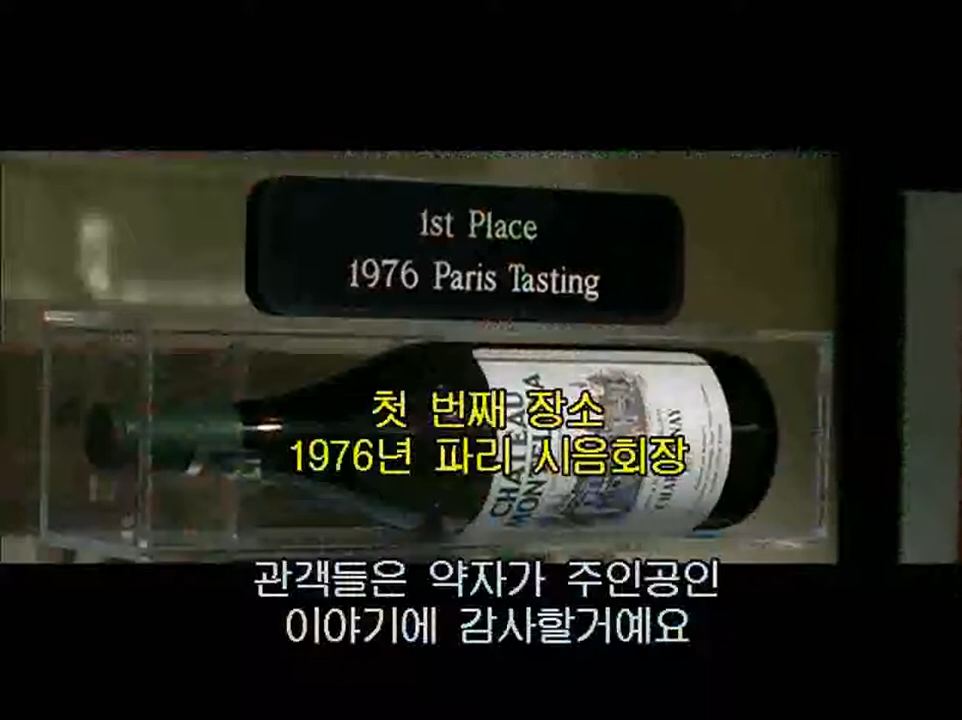 1st Place
1976 Paris Tasting
CHATEAU
첫 번째 장소
1976년 파리 시음회장
관객들은 약자가 주인공인
이야기에 감사할거예요